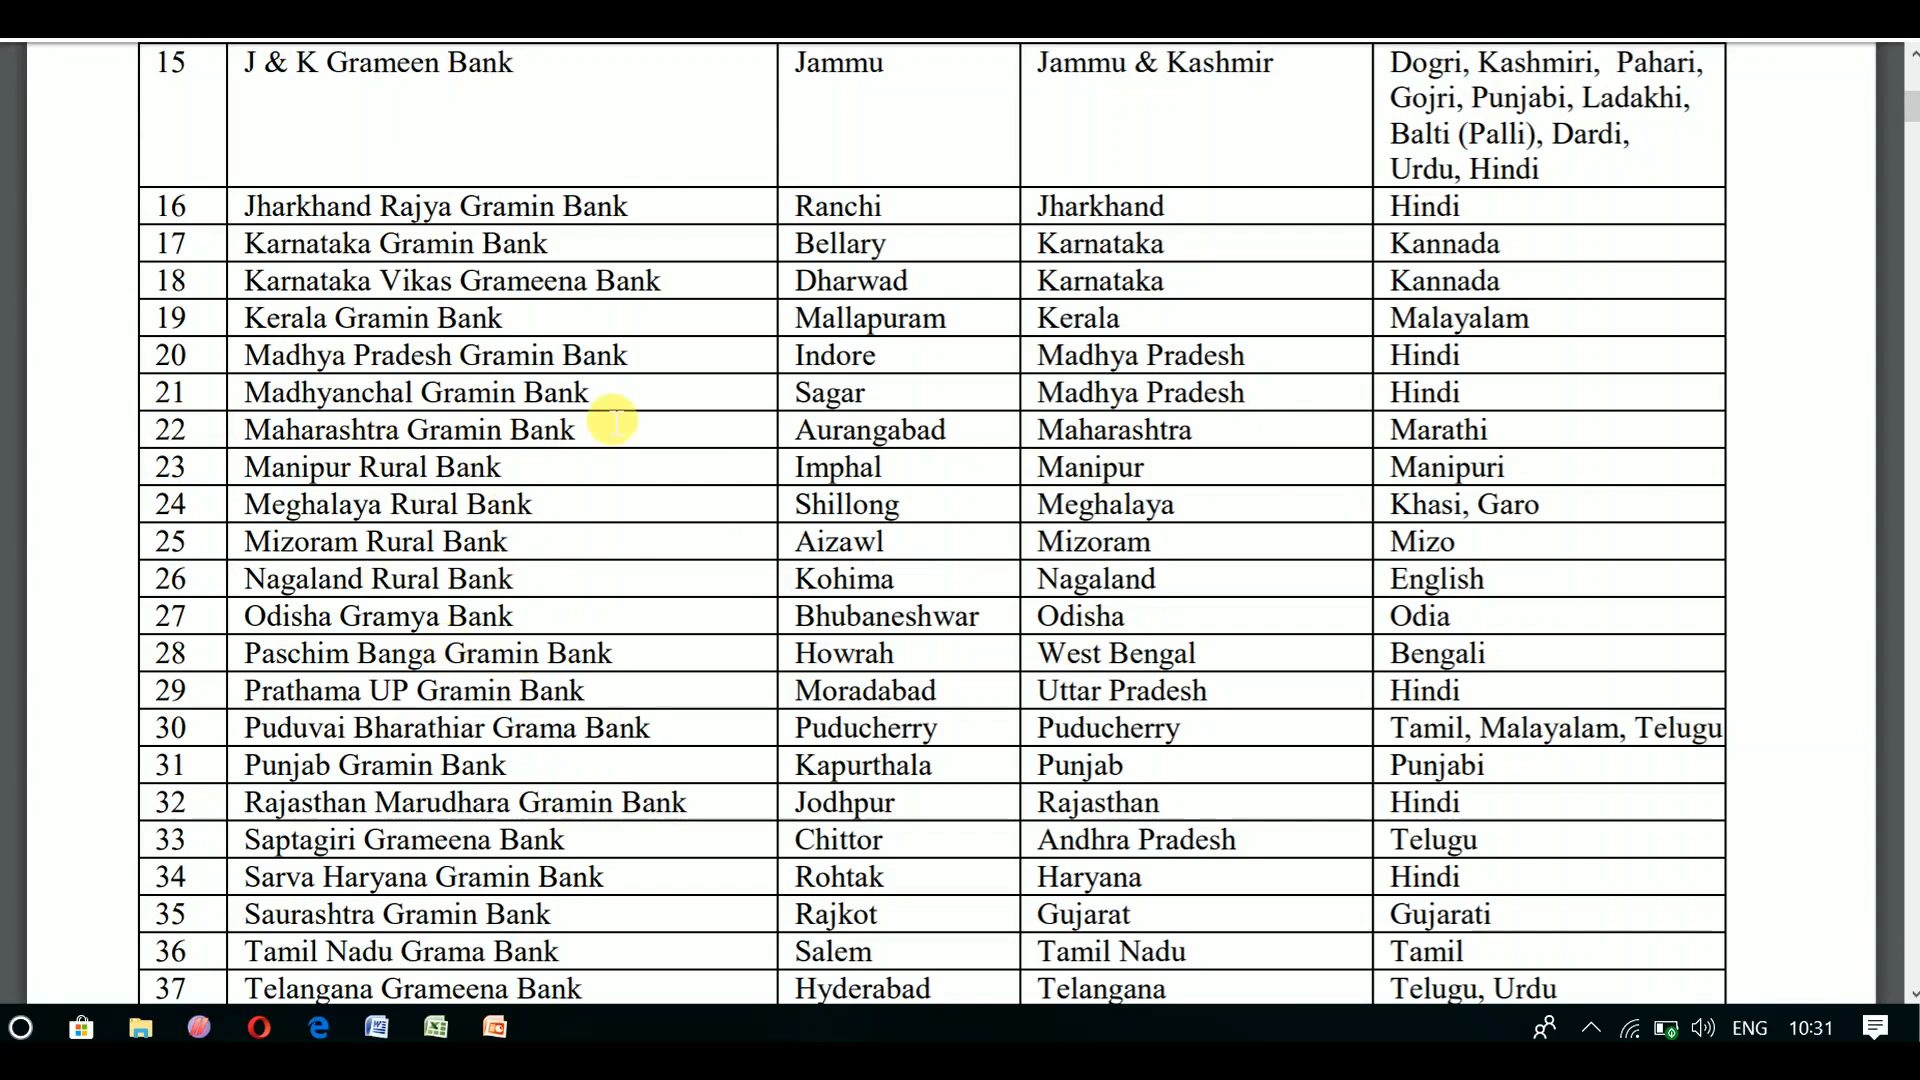 15 J & K Grameen Bank Jammu Jammu & Kashmir Dogri, Kashmiri, Pahari,
Gojri, Punjabi, Ladakhi,
Balti (Palli), Dardi,
Urdu, Hindi
16 Jharkhand Rajya Gramin Bank Ranchi Jharkhand Hindi
17 Karnataka Gramin Bank Bellary Karnataka Kannada
18 Karnataka Vikas Grameena Bank Dharwad Karnataka Kannada
19 Kerala Gramin Bank Mallapuram Kerala Malayalam
20 Madhya Pradesh Gramin Bank Indore Madhya Pradesh Hindi
21 Madhyanchal Gramin Bank Sagar Madhya Pradesh Hindi
22 Maharashtra Gramin Bank Aurangabad Maharashtra Marathi
23 Manipur Rural Bank Imphal Manipur Manipuri
24 Meghalaya Rural Bank Shillong Meghalaya Khasi, Garo
25 Mizoram Rural Bank Aizawl Mizoram Mizo
26 Nagaland Rural Bank Kohima Nagaland English
27 Odisha Gramya Bank Bhubaneshwar Odisha Odia
28 Paschim Banga Gramin Bank Howrah West Bengal Bengali
29 Prathama UP Gramin Bank Moradabad Uttar Pradesh Hindi
30 Puduvai Bharathiar Grama Bank Puducherry Puducherry Tamil, Malayalam, Telugu
31 Punjab Gramin Bank Kapurthala Punjab Punjabi
32 Rajasthan Marudhara Gramin Bank Jodhpur Rajasthan Hindi
33 Saptagiri Grameena Bank Chittor Andhra Pradesh Telugu
34 Sarva Haryana Gramin Bank Rohtak Haryana Hindi
35 Saurashtra Gramin Bank Rajkot Gujarat Gujarati
36 Tamil Nadu Grama Bank Salem Tamil Nadu Tamil
37 Telangana Grameena Bank Hyderabad Telangana Telugu, Urdu
ENG 10:31